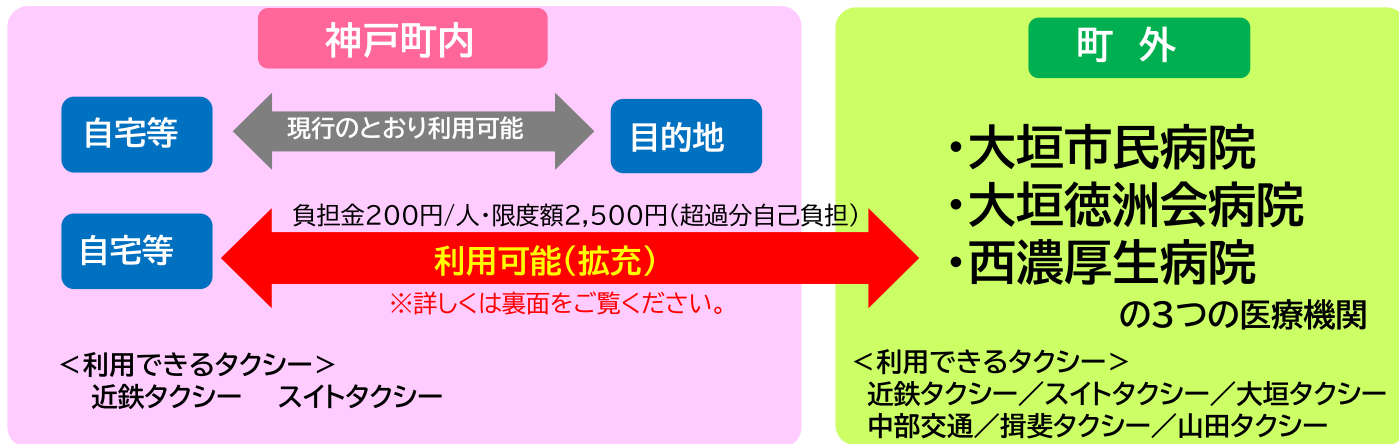 神戸町内
自宅等
現行のとおり利用可能
目的地
負担金200円/人・限度額2,500円(超過分自己負担)
自宅等
利用可能(拡充)
※詳しくは裏面をご覧ください。
<利用できるタクシー>
近鉄タクシー　スイトタクシー
町 外
・大垣市民病院
・大垣徳洲会病院
・西濃厚生病院
の3つの医療機関
<利用できるタクシー>
近鉄タクシー/スイトタクシー/大垣タクシー
中部交通/揖斐タクシー/山田タクシー